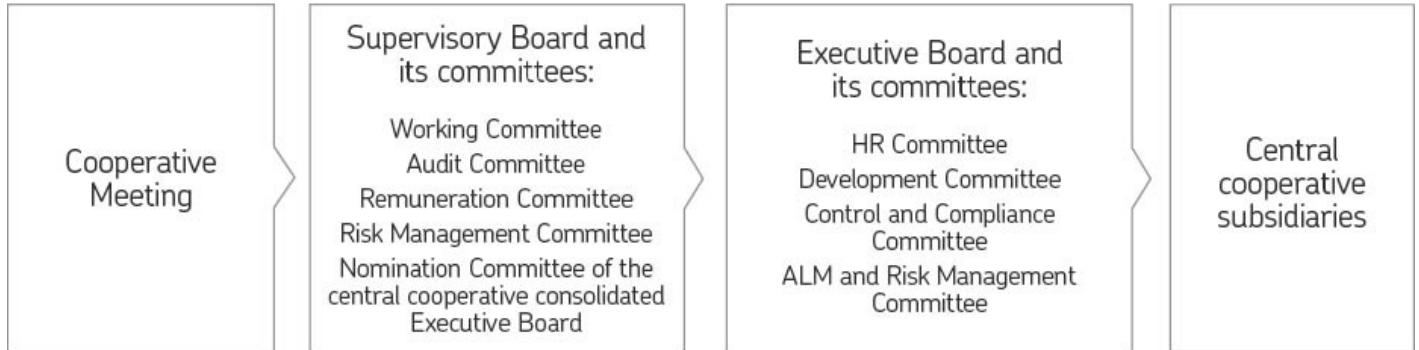 Cooperative
Meeting
Supervisory Board and
its committees:
Working Committee
Audit Committee
Remuneration Committee
Risk Management Committee
Nomination Committee of the
central cooperative consolidated
Executive Board
Executive Board and
its committees:
HR Committee
Development Committee
Control and Compliance
Committee
ALM and Risk Management
Committee
Central
cooperative
subsidiaries